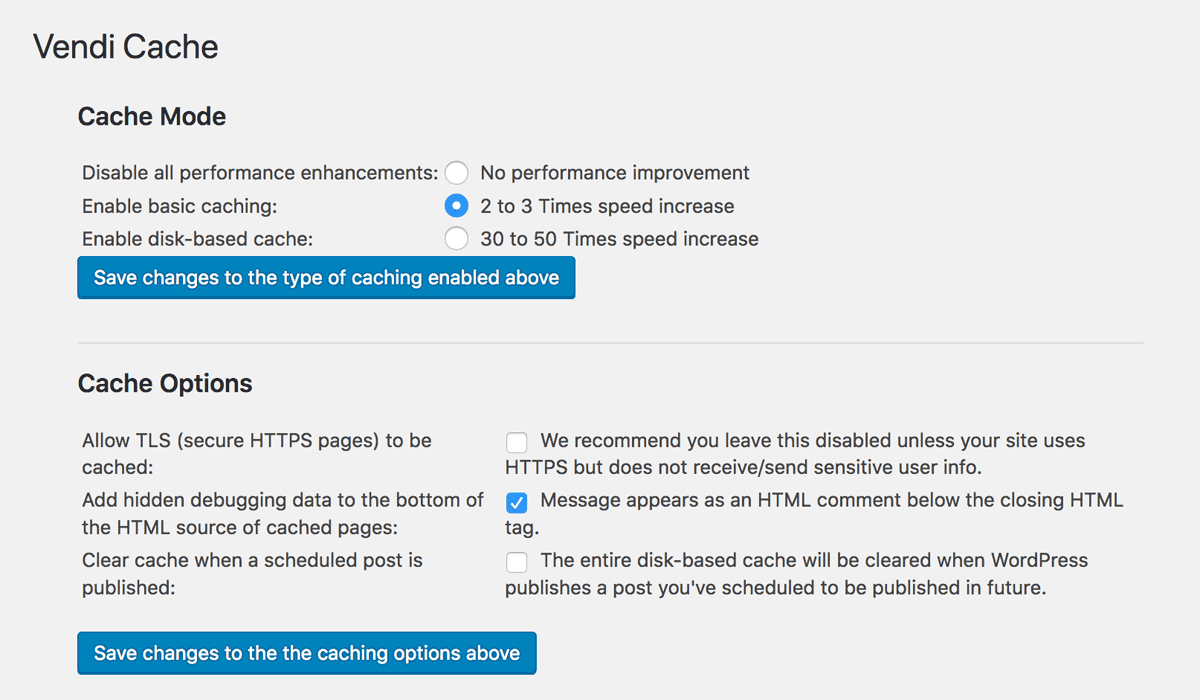 Vendi Cache
Cache Mode
Disable all performance enhancements: No performance improvement
Enable basic caching: 2 to 3 Times speed increase
Enable disk-based cache: 30 to 50 Times speed increase
Save changes to the type of caching enabled above
Cache Options
Allow TLS (secure HTTPS pages) to be
cached:
We recommend you leave this disabled unless your site uses
HTTPS but does not receive/send sensitive user info.
Add hidden debugging data to the bottom of
the HTML source of cached pages:
Message appears as an HTML comment below the closing HTML
tag.
Clear cache when a scheduled post is
published:
The entire disk-based cache will be cleared when WordPress
publishes a post you've scheduled to be published in future.
Save changes to the the caching options above